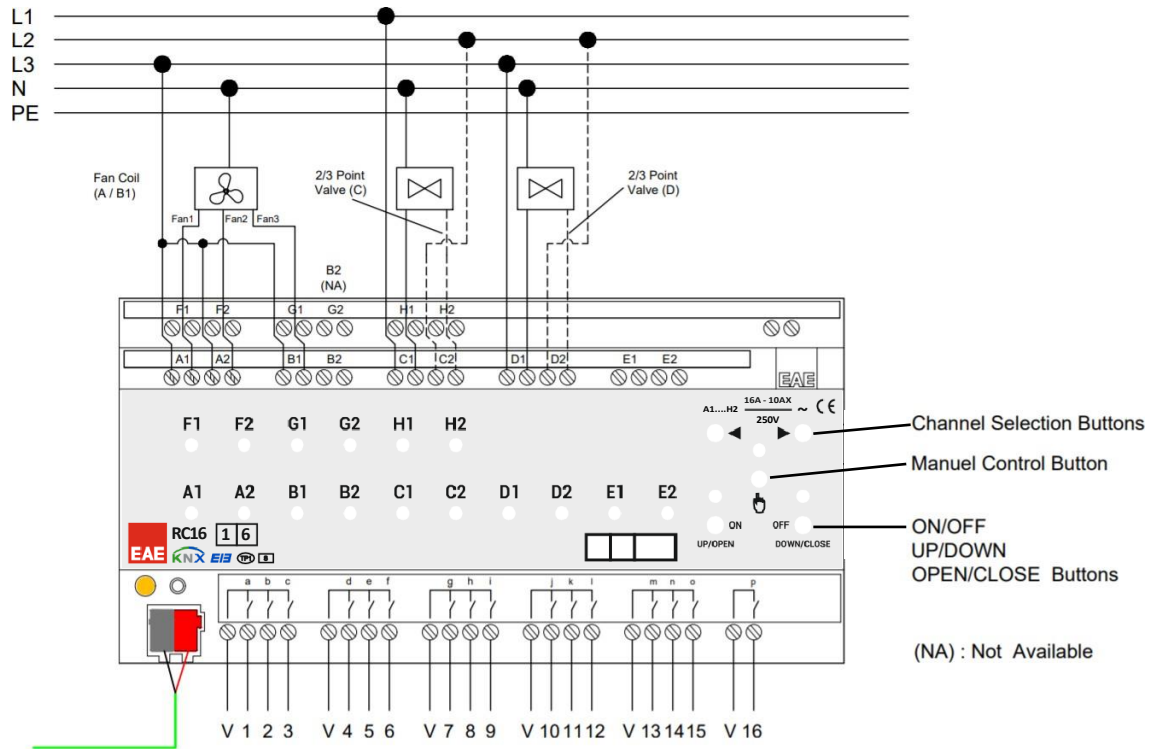 L1
L2
L3
N
PE
Fan Coil
(A / B1)
Fan1
Fan2
Fan3
2/3 Point
Valve (C)
2/3 Point
Valve (D)
B2
(NA)
F1 F2 G1 G2 H1 H2
A1 A2 B1 B2 C1 C2 D1 D2 E1 E2
EAE
F1 F2 G1 G2 H1 H2
A1....H2 16A - 10AX ~ CE
250V
Channel Selection Buttons
Manuel Control Button
A1 A2 B1 B2 C1 C2 D1 D2 E1 E2
ON OFF
UP/OPEN DOWN/CLOSE
ON/OFF
UP/DOWN
OPEN/CLOSE Buttons
EAE
RC16 1 6
KNX EIB TP1 B
a b c d e f g h i j k l m n o p
(NA) : Not Available
V 1 2 3 V 4 5 6 V 7 8 9 V 10 11 12 V 13 14 15 V 16